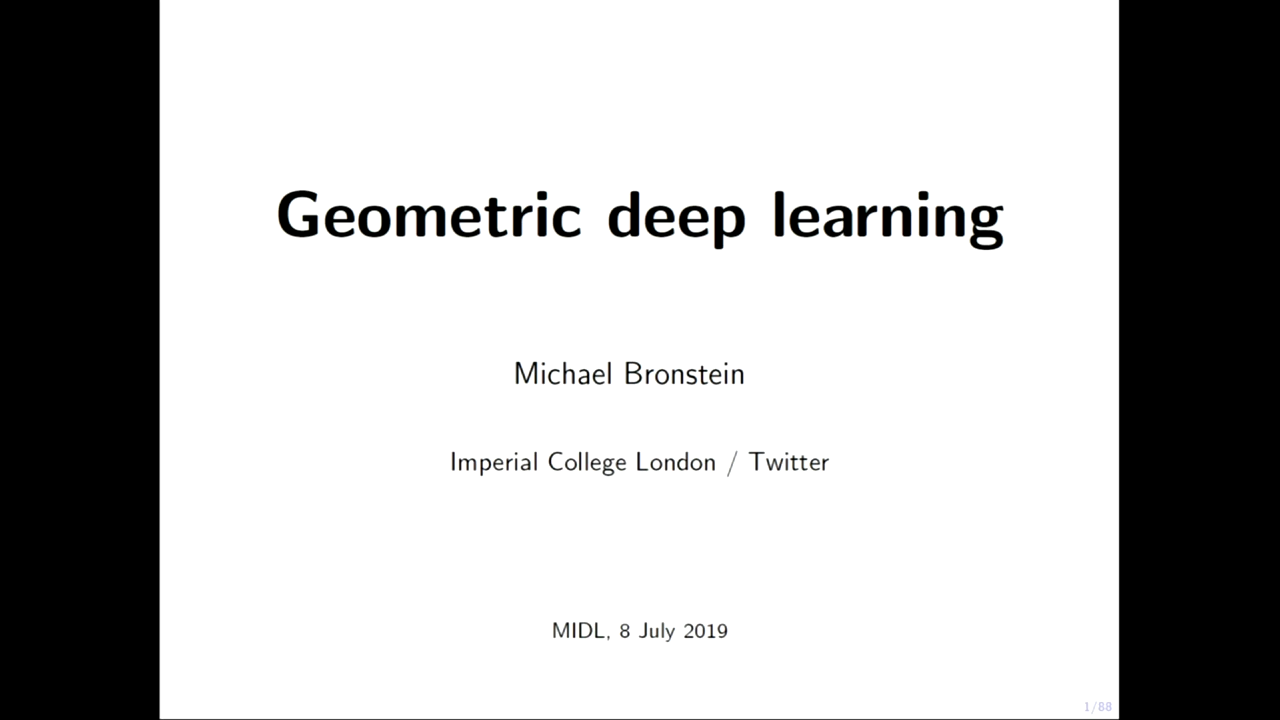 Geometric deep learning
Michael Bronstein
Imperial College London / Twitter
MIDL, 8 July 2019
1/88